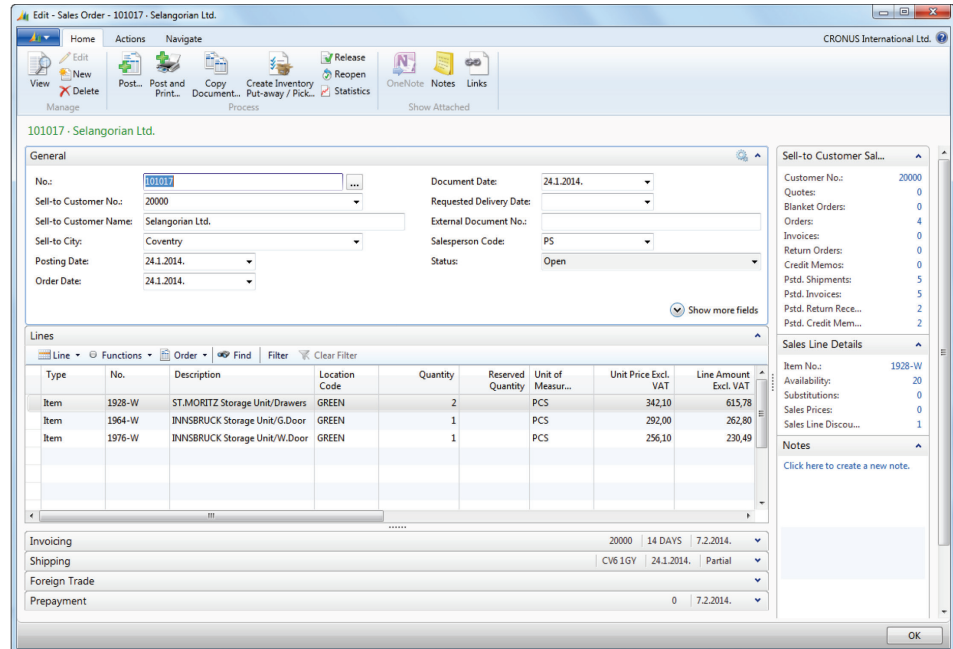 Edit - Sales Order - 101017 · Selangorian Ltd.
Home Actions Navigate CRONUS International Ltd.
View
Edit
New
Delete
Manage
Post...
Post and Print...
Copy Document...
Create Inventory Put-away / Pick...
Release
Reopen
Statistics
Process
OneNote
Notes
Links
Show Attached
101017 · Selangorian Ltd.
General
No.: 101017 ...
Sell-to Customer No.: 20000
Sell-to Customer Name: Selangorian Ltd.
Sell-to City: Coventry
Posting Date: 24.1.2014.
Order Date: 24.1.2014.
Document Date: 24.1.2014.
Requested Delivery Date:
External Document No.:
Salesperson Code: PS
Status: Open
Show more fields
Lines
Line Functions Order Find Filter Clear Filter
Type No. Description Location Code Quantity Reserved Quantity Unit of Measur... Unit Price Excl. VAT Line Amount Excl. VAT
Item 1928-W ST.MORITZ Storage Unit/Drawers GREEN 2 PCS 342,10 615,78
Item 1964-W INNSBRUCK Storage Unit/G.Door GREEN 1 PCS 292,00 262,80
Item 1976-W INNSBRUCK Storage Unit/W.Door GREEN 1 PCS 256,10 230,49
Invoicing 20000 14 DAYS 7.2.2014.
Shipping CV6 1GY 24.1.2014. Partial
Foreign Trade
Prepayment 0 7.2.2014.
Sell-to Customer Sal...
Customer No.: 20000
Quotes: 0
Blanket Orders: 0
Orders: 4
Invoices: 0
Return Orders: 0
Credit Memos: 0
Pstd. Shipments: 5
Pstd. Invoices: 5
Pstd. Return Rece... 2
Pstd. Credit Mem... 2
Sales Line Details
Item No.: 1928-W
Availability: 20
Substitutions: 0
Sales Prices: 0
Sales Line Discou... 1
Notes
Click here to create a new note.
OK